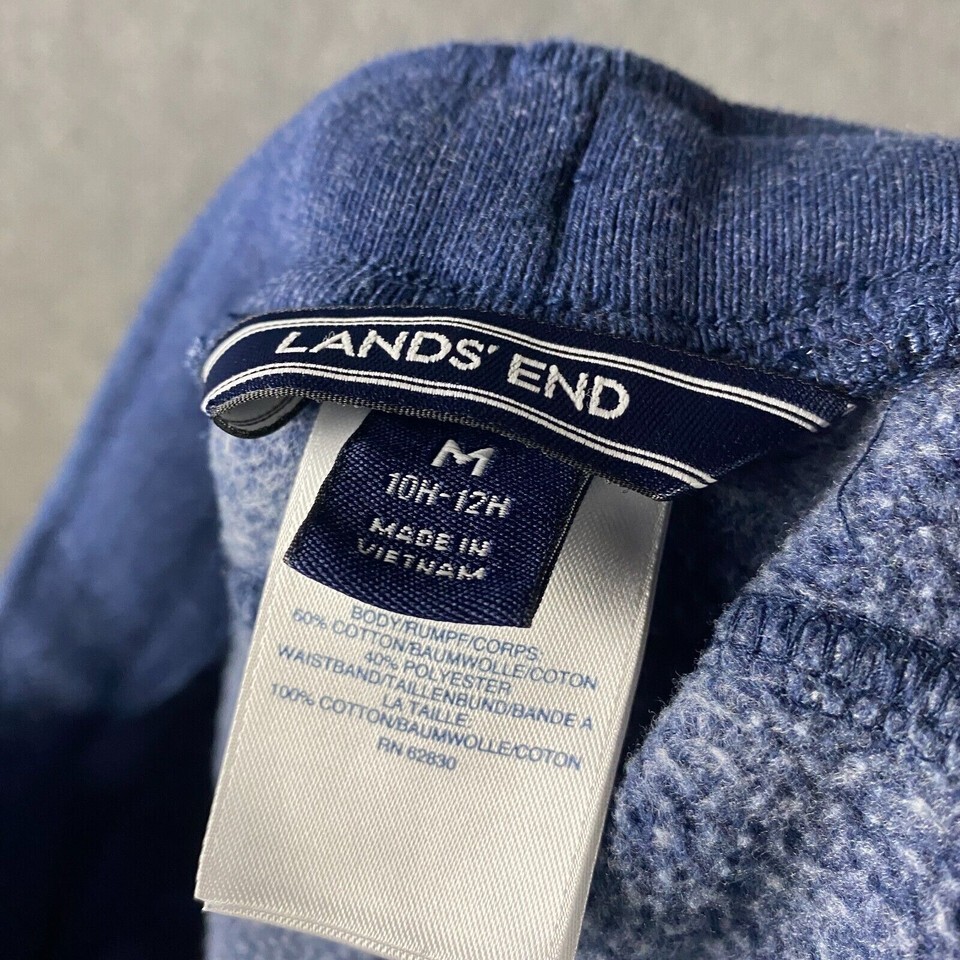 LANDS' END
M
10H-12H
MADE IN
VIETNAM
BODY/RUMPF/CORPS
60% COTTON/BAUMWOLLE/COTON
40% POLYESTER
WAISTBAND/TAILLENBUND/BANDE A
LA TAILLE
100% COTTON/BAUMWOLLE/COTON
RN 62830